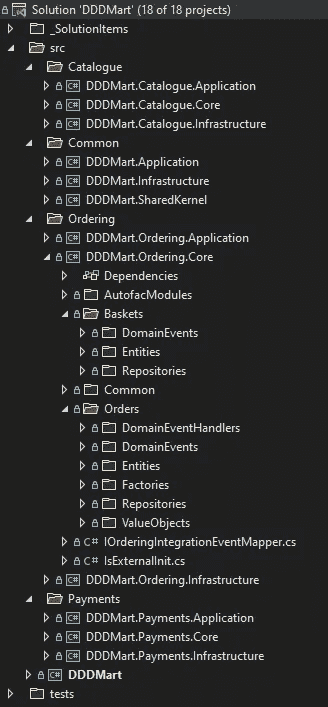 Solution 'DDDMart' (18 of 18 projects)
_SolutionItems
src
Catalogue
C# DDDMart.Catalogue.Application
C# DDDMart.Catalogue.Core
C# DDDMart.Catalogue.Infrastructure
Common
C# DDDMart.Application
C# DDDMart.Infrastructure
C# DDDMart.SharedKernel
Ordering
C# DDDMart.Ordering.Application
C# DDDMart.Ordering.Core
Dependencies
AutofacModules
Baskets
DomainEvents
Entities
Repositories
Common
Orders
DomainEventHandlers
DomainEvents
Entities
Factories
Repositories
ValueObjects
C# IOrderingIntegrationEventMapper.cs
C# IsExternalInit.cs
C# DDDMart.Ordering.Infrastructure
Payments
C# DDDMart.Payments.Application
C# DDDMart.Payments.Core
C# DDDMart.Payments.Infrastructure
C# DDDMart
tests